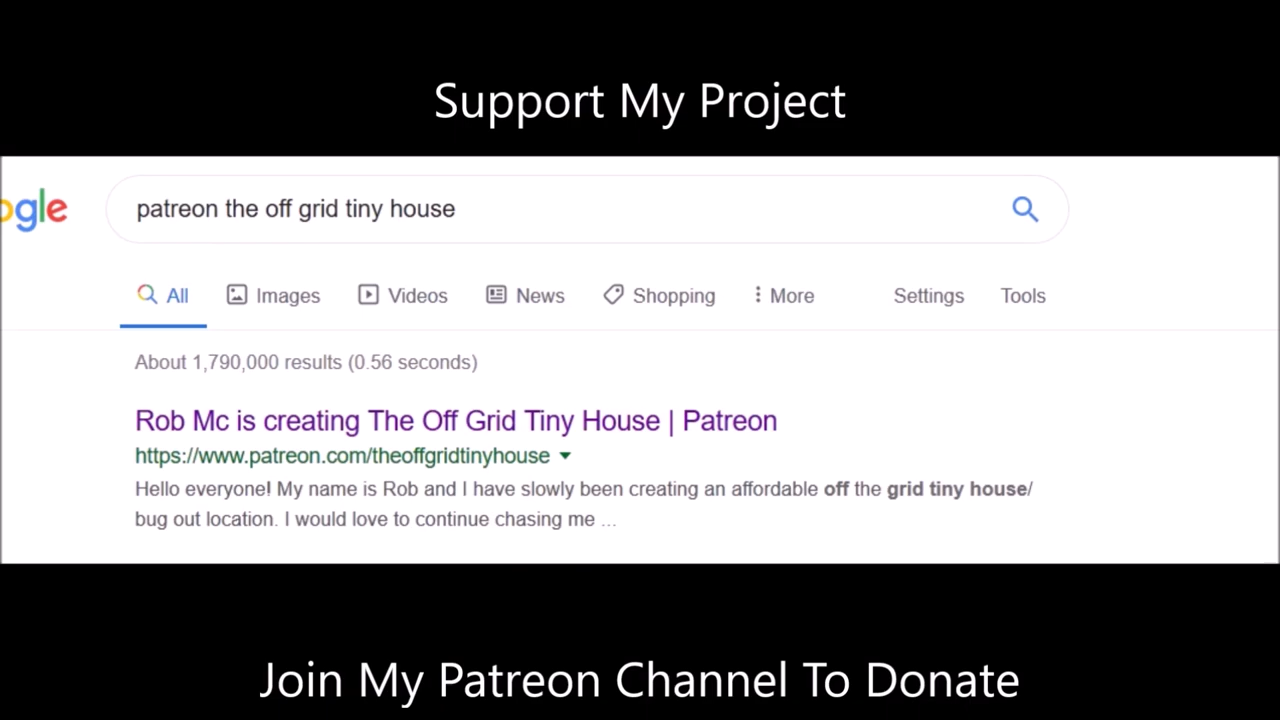 Support My Project
ogle
patreon the off grid tiny house
All Images Videos News Shopping More Settings Tools
About 1,790,000 results (0.56 seconds)
Rob Mc is creating The Off Grid Tiny House | Patreon
https://www.patreon.com/theoffgridtinyhouse
Hello everyone! My name is Rob and I have slowly been creating an affordable off the grid tiny house/
bug out location. I would love to continue chasing me ...
Join My Patreon Channel To Donate